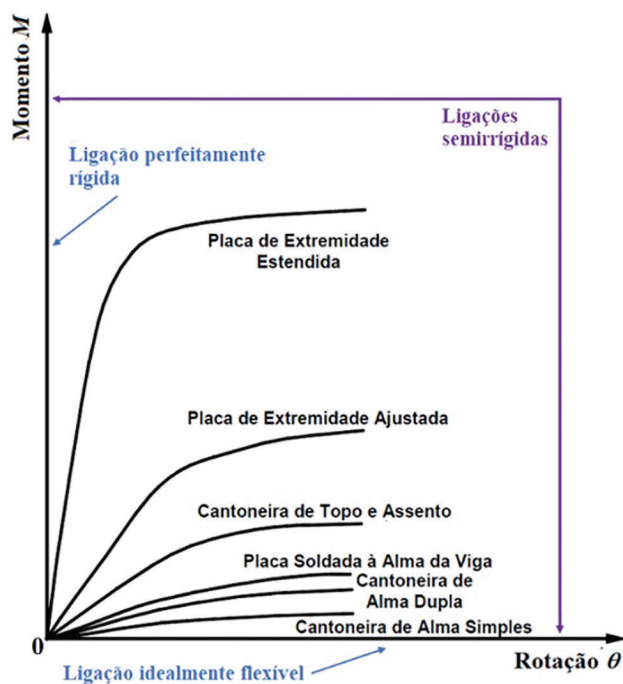 Momento M
Ligações
semirrígidas
Ligação perfeitamente
rígida
Placa de Extremidade
Estendida
Placa de Extremidade Ajustada
Cantoneira de Topo e Assento
Placa Soldada à Alma da Viga
Cantoneira de
Alma Dupla
Cantoneira de Alma Simples
0
Rotação θ
Ligação idealmente flexível